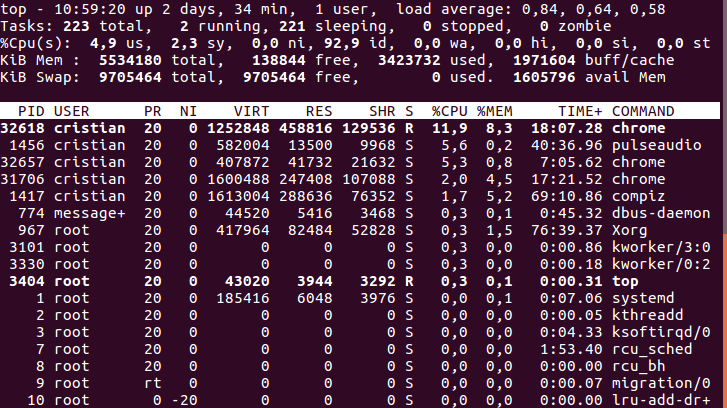 top - 10:59:20 up 2 days, 34 min,  1 user,  load average: 0,84, 0,64, 0,58
Tasks: 223 total,   2 running, 221 sleeping,   0 stopped,   0 zombie
%Cpu(s):  4,9 us,  2,3 sy,  0,0 ni, 92,9 id,  0,0 wa,  0,0 hi,  0,0 si,  0,0 st
KiB Mem :  5534180 total,   138844 free,  3423732 used,  1971604 buff/cache
KiB Swap:  9705464 total,  9705464 free,        0 used.  1605796 avail Mem
  PID USER      PR  NI    VIRT    RES    SHR S  %CPU %MEM     TIME+ COMMAND
32618 cristian  20   0 1252848 458816 129536 R  11,9  8,3  18:07.28 chrome
 1456 cristian  20   0  582004  13500   9968 S   5,6  0,2  40:36.96 pulseaudio
32657 cristian  20   0  407872  41732  21632 S   5,3  0,8   7:05.62 chrome
31706 cristian  20   0 1600488 247408 107088 S   2,0  4,5  17:21.52 chrome
 1417 cristian  20   0 1613004 288636  76352 S   1,7  5,2  69:10.86 compiz
  774 message+  20   0   44520   5416   3468 S   0,3  0,1   0:45.32 dbus-daemon
  967 root      20   0  417964  82484  52828 S   0,3  1,5  76:39.37 Xorg
 3101 root      20   0       0      0      0 S   0,3  0,0   0:00.86 kworker/3:0
 3330 root      20   0       0      0      0 S   0,3  0,0   0:00.18 kworker/0:2
 3404 root      20   0   43020   3944   3292 R   0,3  0,1   0:00.31 top
    1 root      20   0  185416   6048   3976 S   0,0  0,1   0:07.06 systemd
    2 root      20   0       0      0      0 S   0,0  0,0   0:00.05 kthreadd
    3 root      20   0       0      0      0 S   0,0  0,0   0:04.33 ksoftirqd/0
    7 root      20   0       0      0      0 S   0,0  0,0   1:53.40 rcu_sched
    8 root      20   0       0      0      0 S   0,0  0,0   0:00.00 rcu_bh
    9 root      rt   0       0      0      0 S   0,0  0,0   0:00.07 migration/0
   10 root       0 -20       0      0      0 S   0,0  0,0   0:00.00 lru-add-dr+